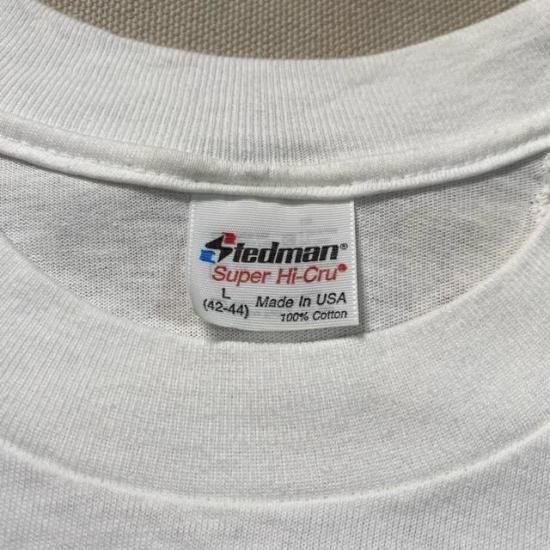 Stedman®
Super Hi-Cru®
L
(42-44)
Made In USA
100% Cotton